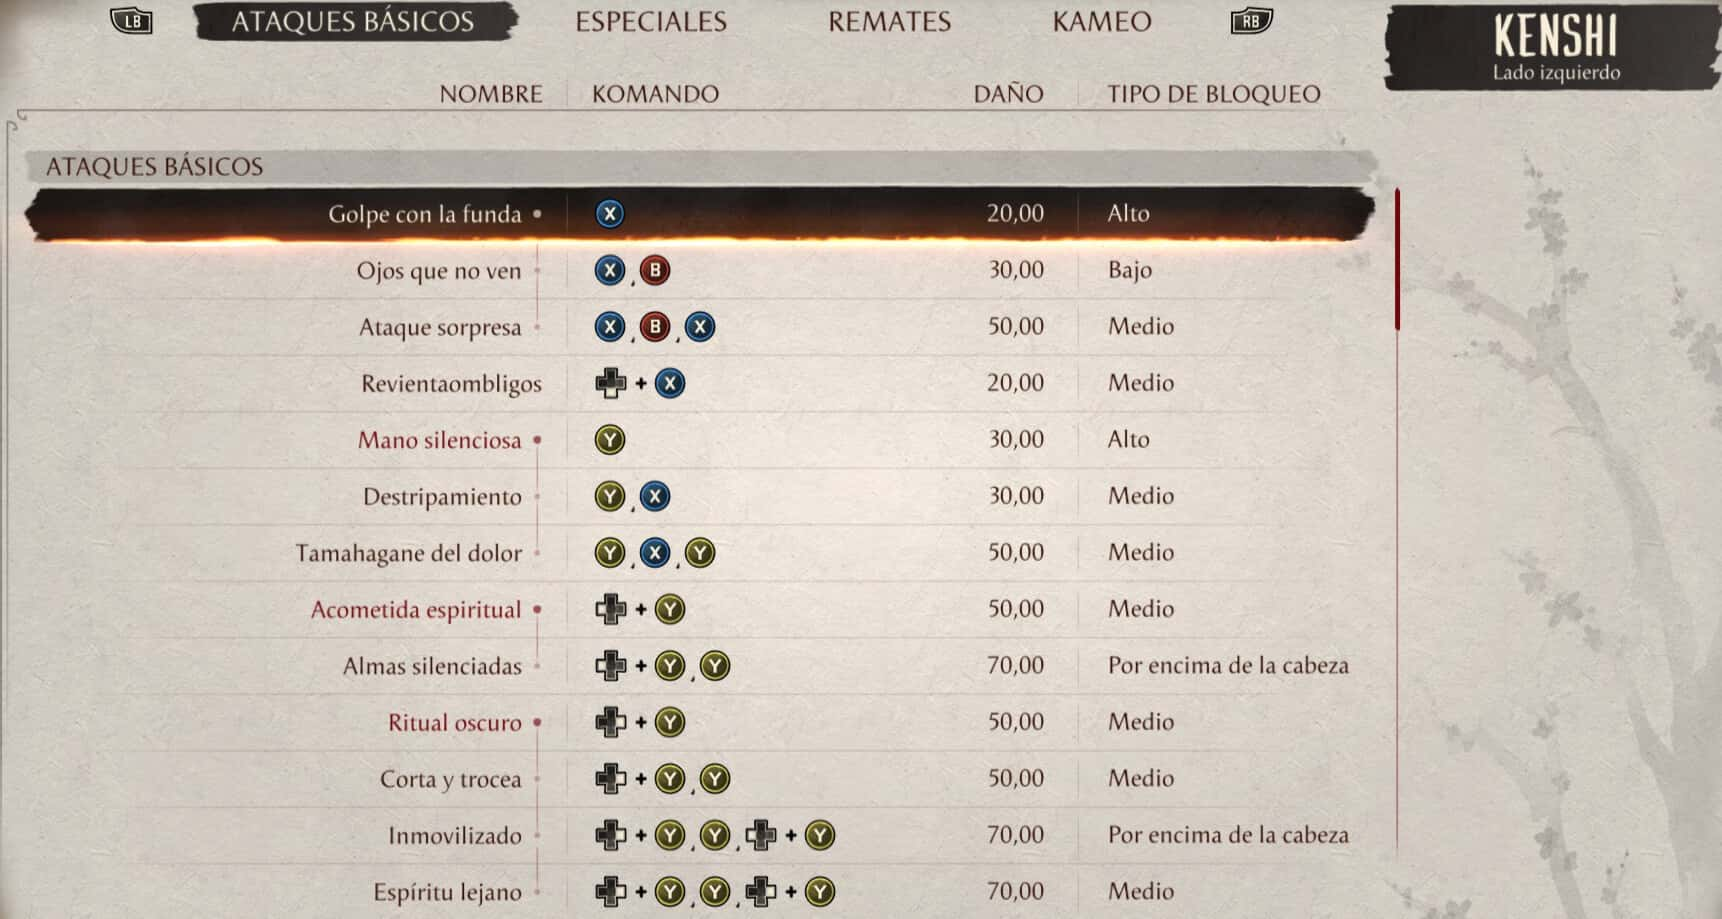 LB ATAQUES BÁSICOS ESPECIALES REMATES KAMEO RB KENSHI
Lado izquierdo
NOMBRE KOMANDO DAÑO TIPO DE BLOQUEO
ATAQUES BÁSICOS
Golpe con la funda • X 20,00 Alto
Ojos que no ven • X , B 30,00 Bajo
Ataque sorpresa • X , B , X 50,00 Medio
Revientaombligos + X 20,00 Medio
Mano silenciosa • Y 30,00 Alto
Destripamiento • Y , X 30,00 Medio
Tamahagane del dolor • Y , X , Y 50,00 Medio
Acometida espiritual • + Y 50,00 Medio
Almas silenciadas • + Y , Y 70,00 Por encima de la cabeza
Ritual oscuro • + Y 50,00 Medio
Corta y trocea • + Y , Y 50,00 Medio
Inmovilizado • + Y , Y , + Y 70,00 Por encima de la cabeza
Espíritu lejano • + Y , Y , + Y 70,00 Medio